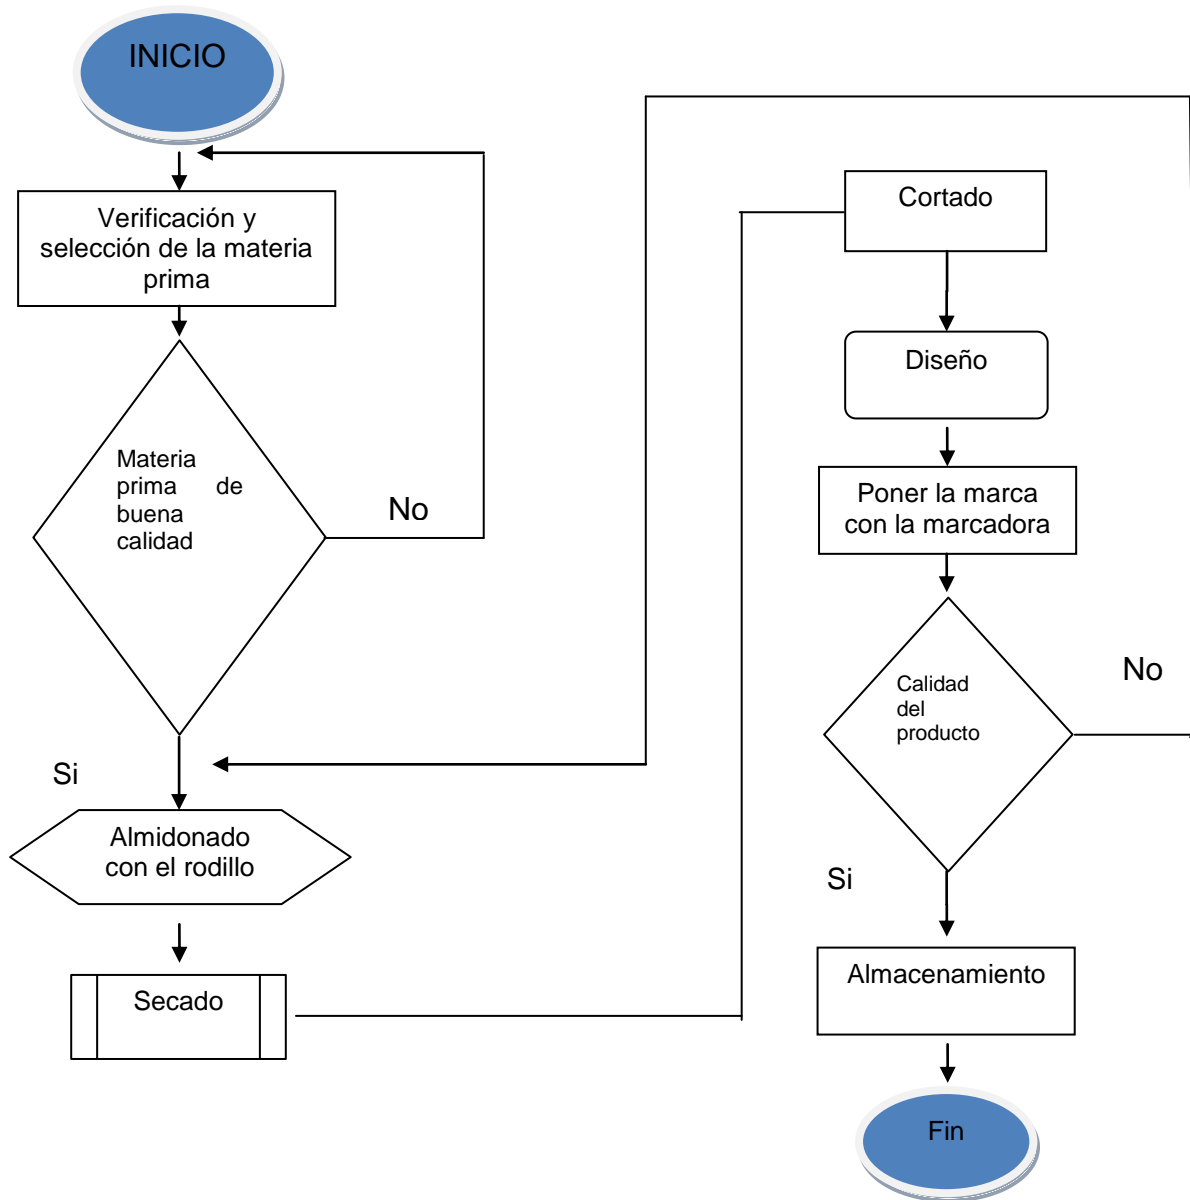 INICIO
Verificación y
selección de la materia
prima
Materia
prima de
buena
calidad
No
Si
Almidonado
con el rodillo
Secado
Cortado
Diseño
Poner la marca
con la marcadora
Calidad
del
producto
No
Si
Almacenamiento
Fin